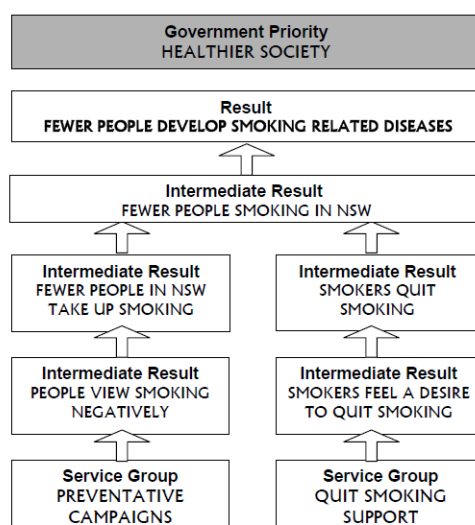 Government Priority
HEALTHIER SOCIETY
Result
FEWER PEOPLE DEVELOP SMOKING RELATED DISEASES
Intermediate Result
FEWER PEOPLE SMOKING IN NSW
Intermediate Result
FEWER PEOPLE IN NSW
TAKE UP SMOKING
Intermediate Result
SMOKERS QUIT
SMOKING
Intermediate Result
PEOPLE VIEW SMOKING
NEGATIVELY
Intermediate Result
SMOKERS FEEL A DESIRE
TO QUIT SMOKING
Service Group
PREVENTATIVE
CAMPAIGNS
Service Group
QUIT SMOKING
SUPPORT